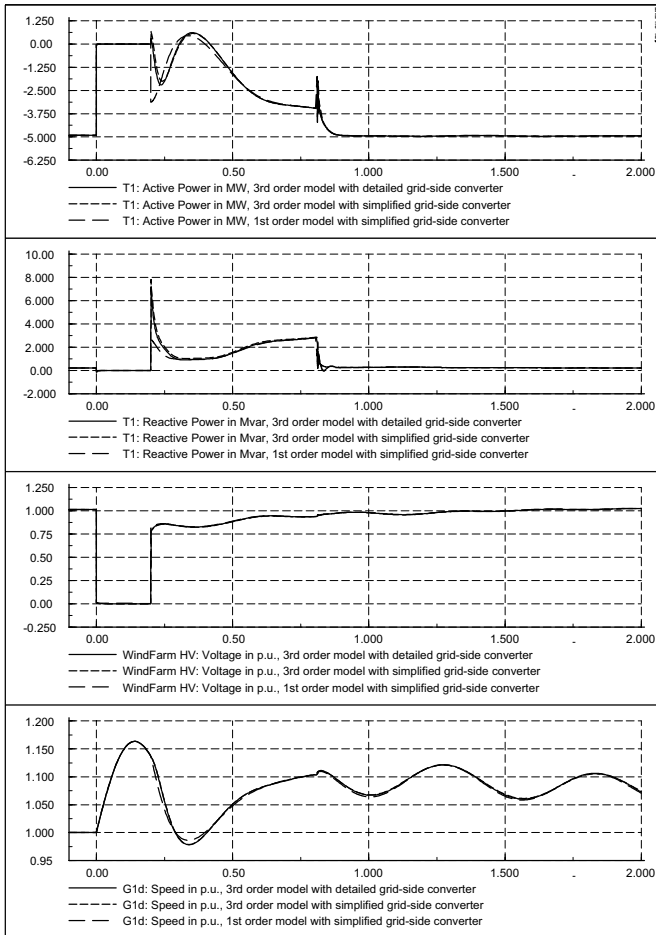 1.250
0.00
-1.250
-2.500
-3.750
-5.000
-6.250
0.00 0.50 1.000 1.500 2.000
T1: Active Power in MW, 3rd order model with detailed grid-side converter
T1: Active Power in MW, 3rd order model with simplified grid-side converter
T1: Active Power in MW, 1st order model with simplified grid-side converter
10.00
8.000
6.000
4.000
2.000
0.00
-2.000
0.00 0.50 1.000 1.500 2.000
T1: Reactive Power in Mvar, 3rd order model with detailed grid-side converter
T1: Reactive Power in Mvar, 3rd order model with simplified grid-side converter
T1: Reactive Power in Mvar, 1st order model with simplified grid-side converter
1.250
1.000
0.75
0.50
0.25
0.00
-0.250
0.00 0.50 1.000 1.500 2.000
WindFarm HV: Voltage in p.u., 3rd order model with detailed grid-side converter
WindFarm HV: Voltage in p.u., 3rd order model with simplified grid-side converter
WindFarm HV: Voltage in p.u., 1st order model with simplified grid-side converter
1.200
1.150
1.100
1.050
1.000
0.95
0.00 0.50 1.000 1.500 2.000
G1d: Speed in p.u., 3rd order model with detailed grid-side converter
G1d: Speed in p.u., 3rd order model with simplified grid-side converter
G1d: Speed in p.u., 1st order model with simplified grid-side converter